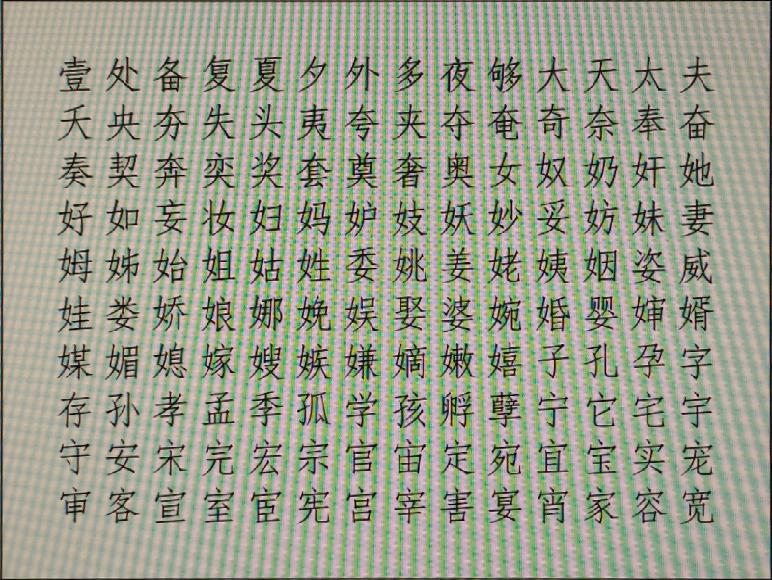 壹处备复夏夕外多夜够大天太夫
夭央夯失头夷夸夹夺奄奇奈奉奋
奏契奔奕奖套奠奢奥女奴奶奸她
好如妄妆妇妈妒妓妖妙妥妨妹妻
姆姊始姐姑姓委姚姜姥姨姻姿威
娃娄娇娘娜娩娱娶婆婉婚婴婶婿
媒媚媳嫁嫂嫉嫌嫡嫩嬉子孔孕字
存孙孝孟季孤学孩孵孽宁它宅宇
守安宋完宏宗官宙定宛宜宝实宠
审客宣室宦宪宫宰害宴宵家容宽